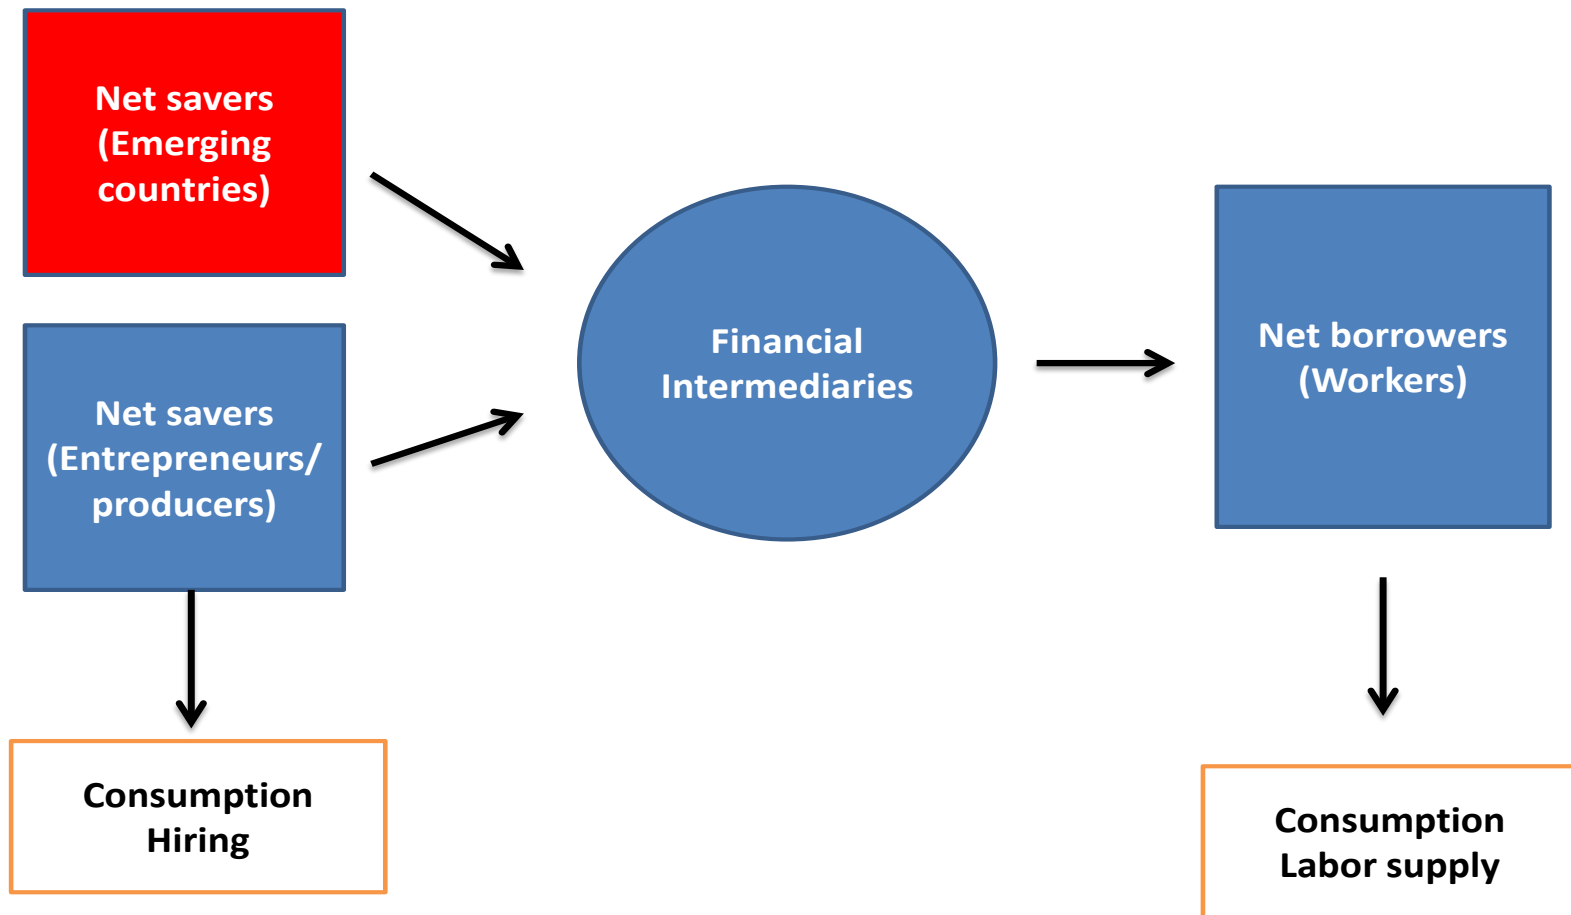 Net savers
(Emerging
countries)
Net savers
(Entrepreneurs/
producers)
Financial
Intermediaries
Net borrowers
(Workers)
Consumption
Hiring
Consumption
Labor supply